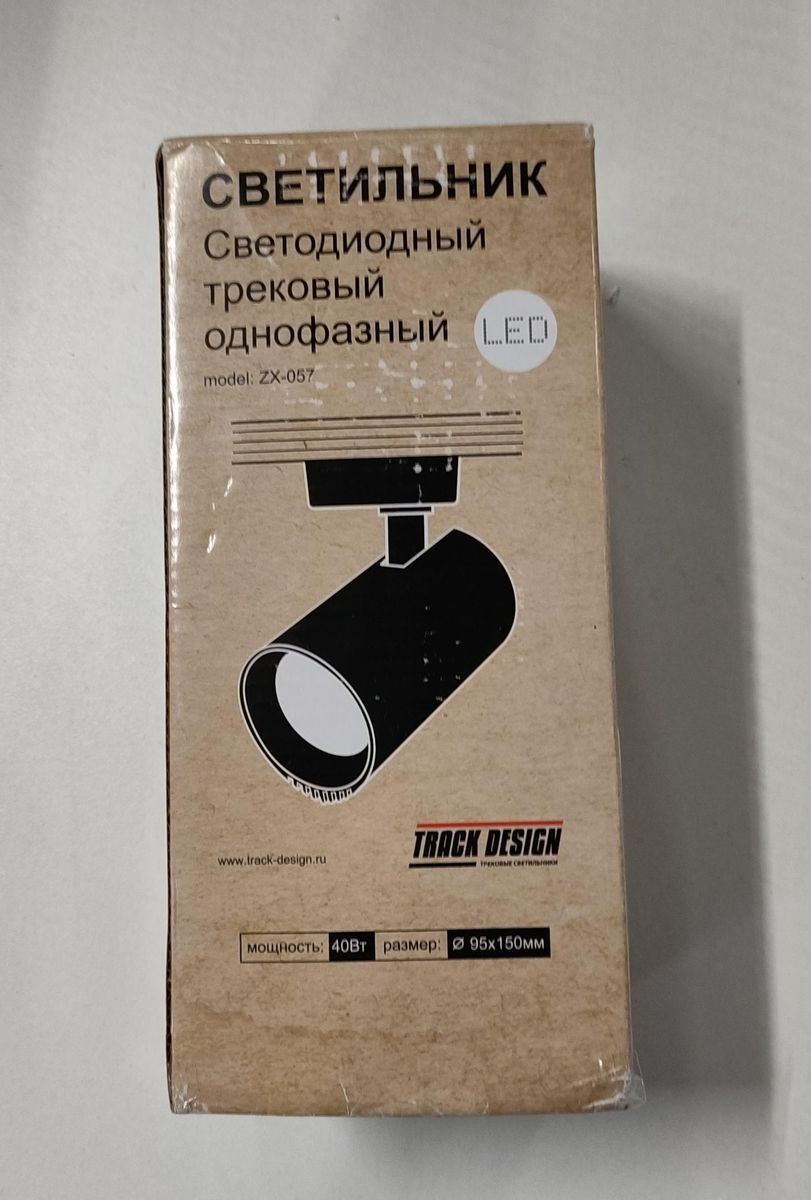 СВЕТИЛЬНИК
Светодиодный
трековый
однофазный
LED
model: ZX-057
TRACK DESIGN
ТРЕКОВЫЕ СВЕТИЛЬНИКИ
www.track-design.ru
мощность: 40Вт размер: Ø 95х150мм